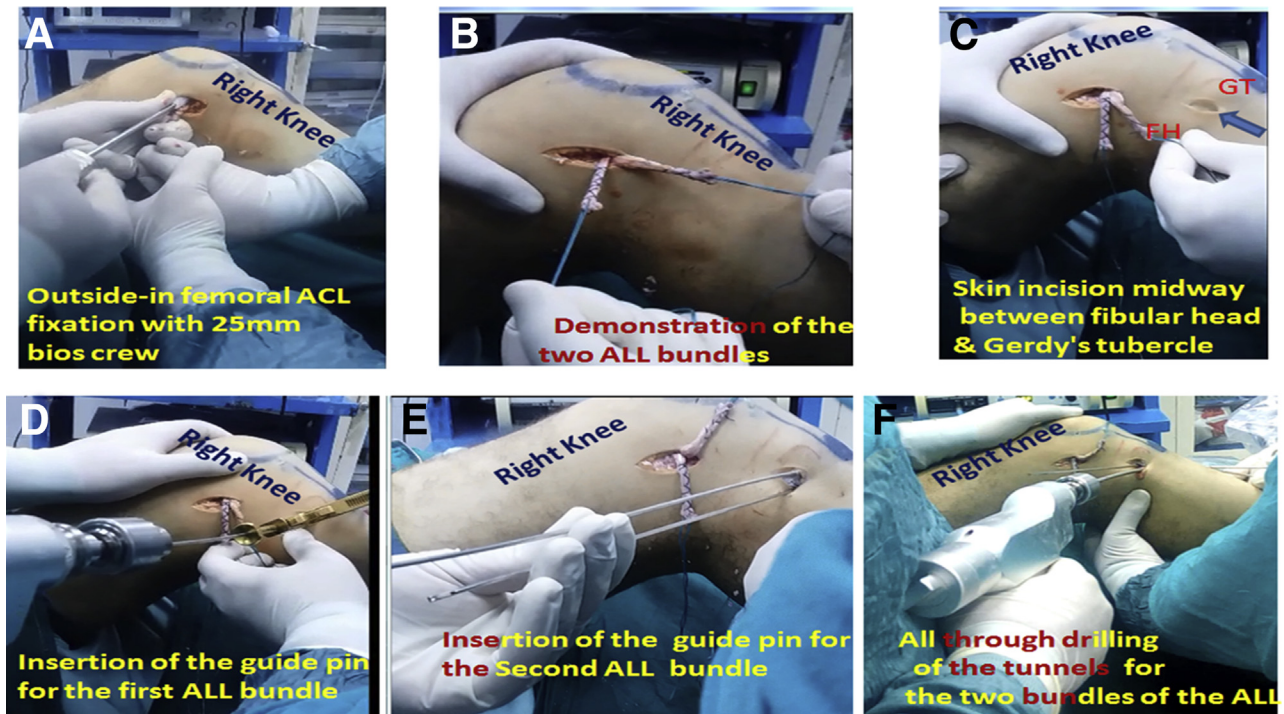 A
Right Knee
Outside-in femoral ACL
fixation with 25mm
bios crew
B
Right Knee
Demonstration of the
two ALL bundles
C
Right Knee
GT
FH
Skin incision midway
between fibular head
& Gerdy's tubercle
D
Right Knee
Insertion of the guide pin
for the first ALL bundle
E
Right Knee
Insertion of the guide pin for
the Second ALL bundle
F
Right Knee
All through drilling
of the tunnels for
the two bundles of the ALL